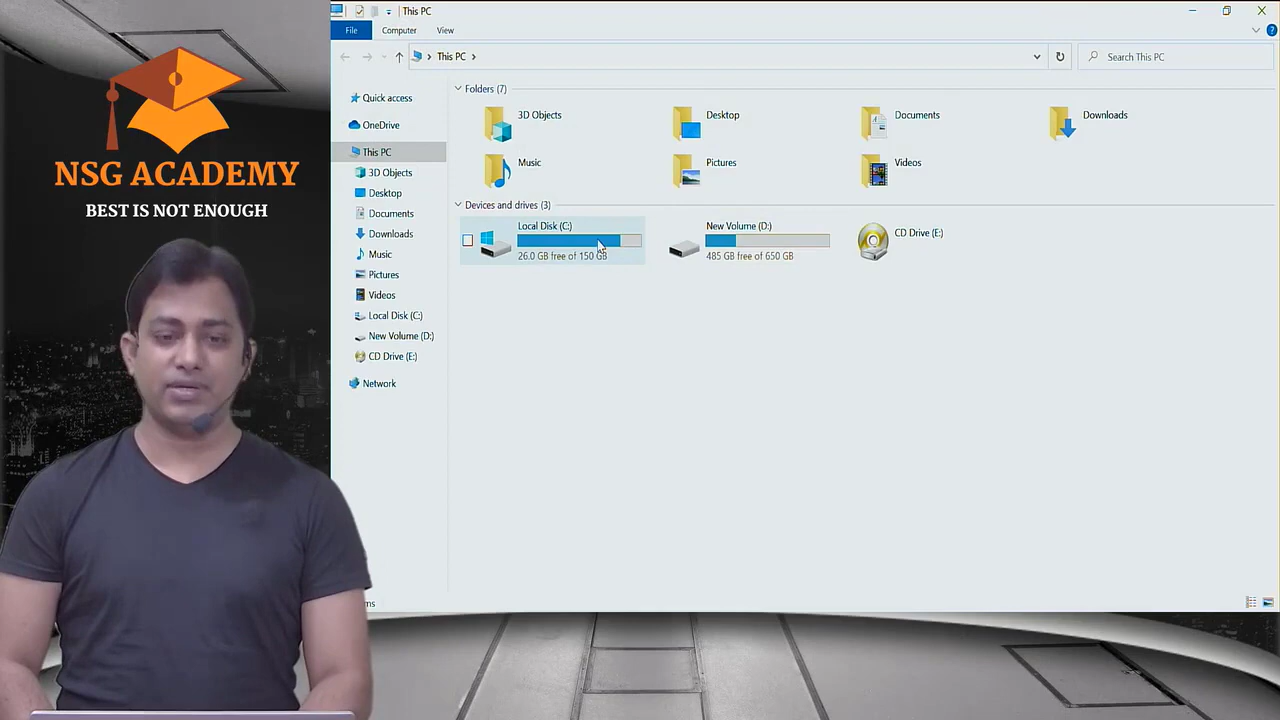 This PC
File
Computer
View
This PC
Search This PC
Quick access
OneDrive
This PC
3D Objects
Desktop
Documents
Downloads
Music
Pictures
Videos
Local Disk (C:)
New Volume (D:)
CD Drive (E:)
Network
Folders (7)
3D Objects
Desktop
Documents
Downloads
Music
Pictures
Videos
Devices and drives (3)
Local Disk (C:)
26.0 GB free of 150 GB
New Volume (D:)
485 GB free of 650 GB
CD Drive (E:)
NSG ACADEMY
BEST IS NOT ENOUGH